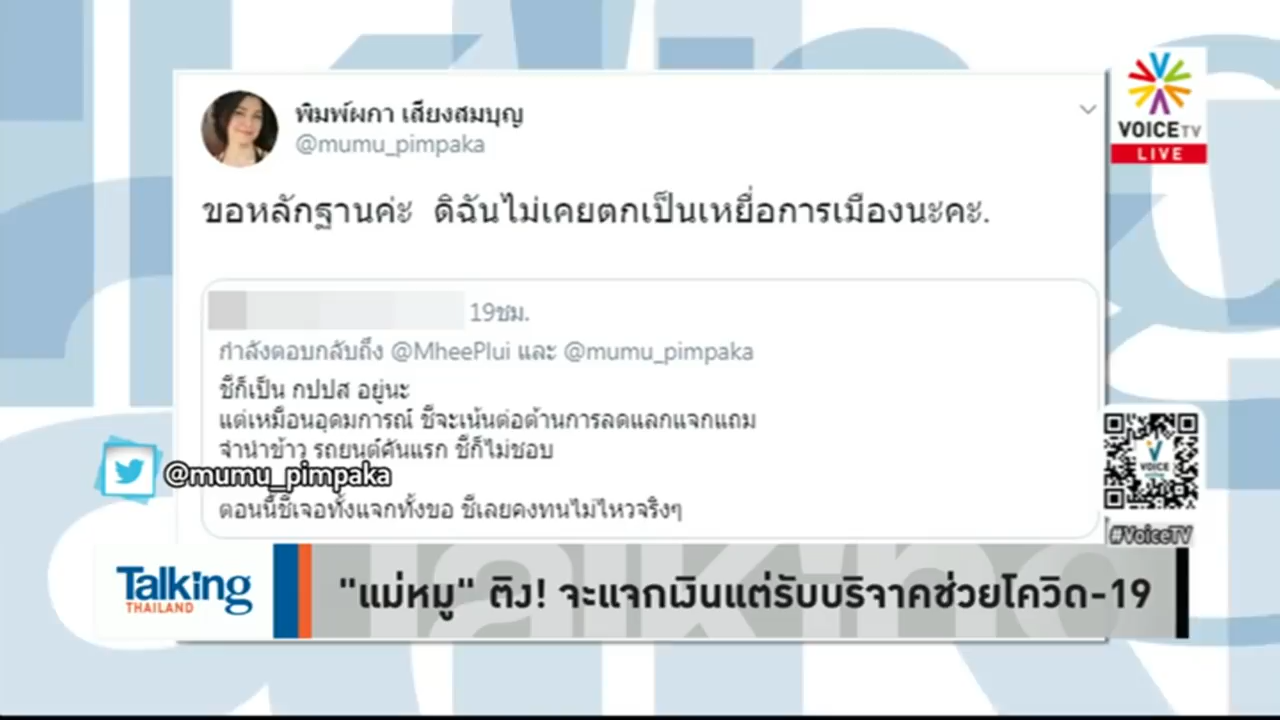 พิมพ์ผกา เสียงสมบุญ
@mumu_pimpaka
VOICE TV
LIVE
ขอหลักฐานค่ะ ดิฉันไม่เคยตกเป็นเหยื่อการเมืองนะคะ.
19ชม.
กำลังตอบกลับถึง @MheePlui และ @mumu_pimpaka
ชีก็เป็น กปปส อยู่นะ
แต่เหมือนอุดมการณ์ ชีจะเน้นต่อต้านการลดแลกแจกแถม
จำนำข้าว รถยนต์คันแรก ชีก็ไม่ชอบ
@mumu_pimpaka
ตอนนี้ชีเจอทั้งแจกทั้งขอ ชีเลยคงทนไม่ไหวจริงๆ
VOICE
#VoiceTV
Talking
THAILAND
"แม่หมู" ติง! จะแจกเงินแต่รับบริจาคช่วยโควิด-19